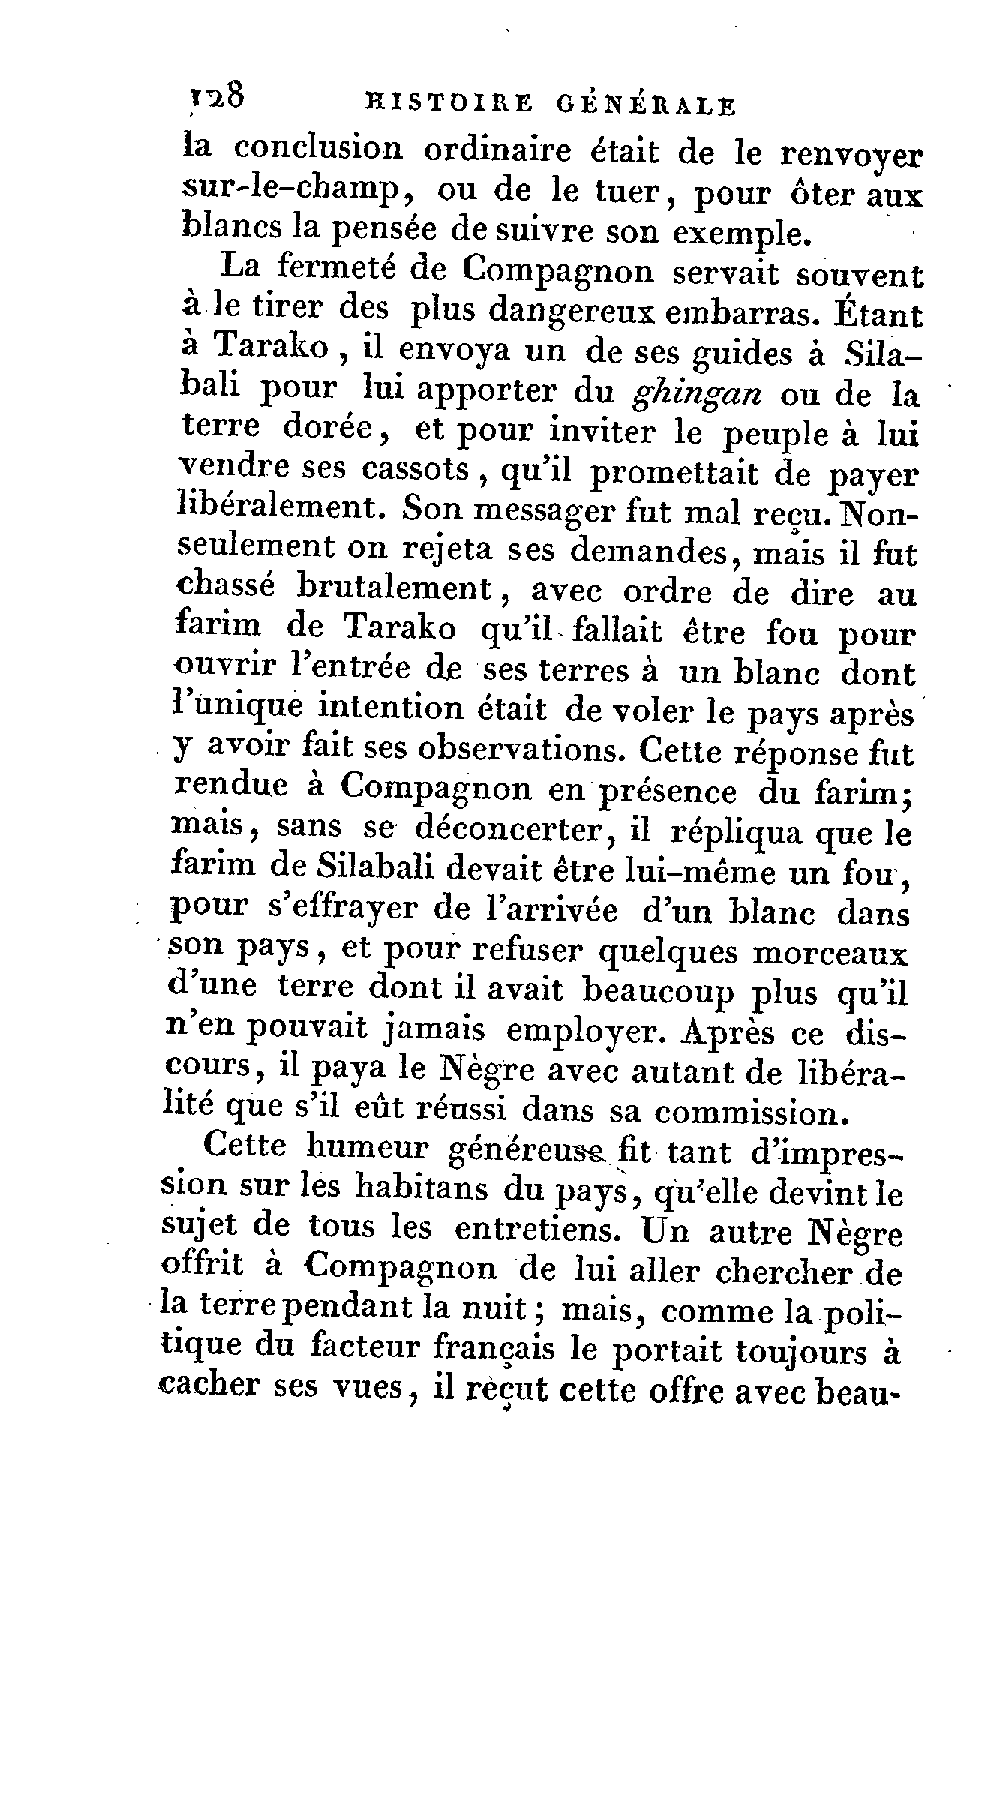 128 HISTOIRE GÉNÉRALE
la conclusion ordinaire était de le renvoyer
sur-le-champ, ou de le tuer, pour ôter aux
blancs la pensée de suivre son exemple.
La fermeté de Compagnon servait souvent
à le tirer des plus dangereux embarras. Étant
à Tarako, il envoya un de ses guides à Sila-
bali pour lui apporter du ghingan ou de la
terre dorée, et pour inviter le peuple à lui
vendre ses cassots, qu'il promettait de payer
libéralement. Son messager fut mal reçu. Non-
seulement on rejeta ses demandes, mais il fut
chassé brutalement, avec ordre de dire au
farim de Tarako qu'il fallait être fou pour
ouvrir l'entrée de ses terres à un blanc dont
l'unique intention était de voler le pays après
y avoir fait ses observations. Cette réponse fut
rendue à Compagnon en présence du farim;
mais, sans se déconcerter, il répliqua que le
farim de Silabali devait être lui-même un fou,
pour s'effrayer de l'arrivée d'un blanc dans
son pays, et pour refuser quelques morceaux
d'une terre dont il avait beaucoup plus qu'il
n'en pouvait jamais employer. Après ce dis-
cours, il paya le Nègre avec autant de libéra-
lité que s'il eût réussi dans sa commission.
Cette humeur généreuse fit tant d'impres-
sion sur les habitans du pays, qu'elle devint le
sujet de tous les entretiens. Un autre Nègre
offrit à Compagnon de lui aller chercher de
la terre pendant la nuit; mais, comme la poli-
tique du facteur français le portait toujours à
cacher ses vues, il reçut cette offre avec beau-